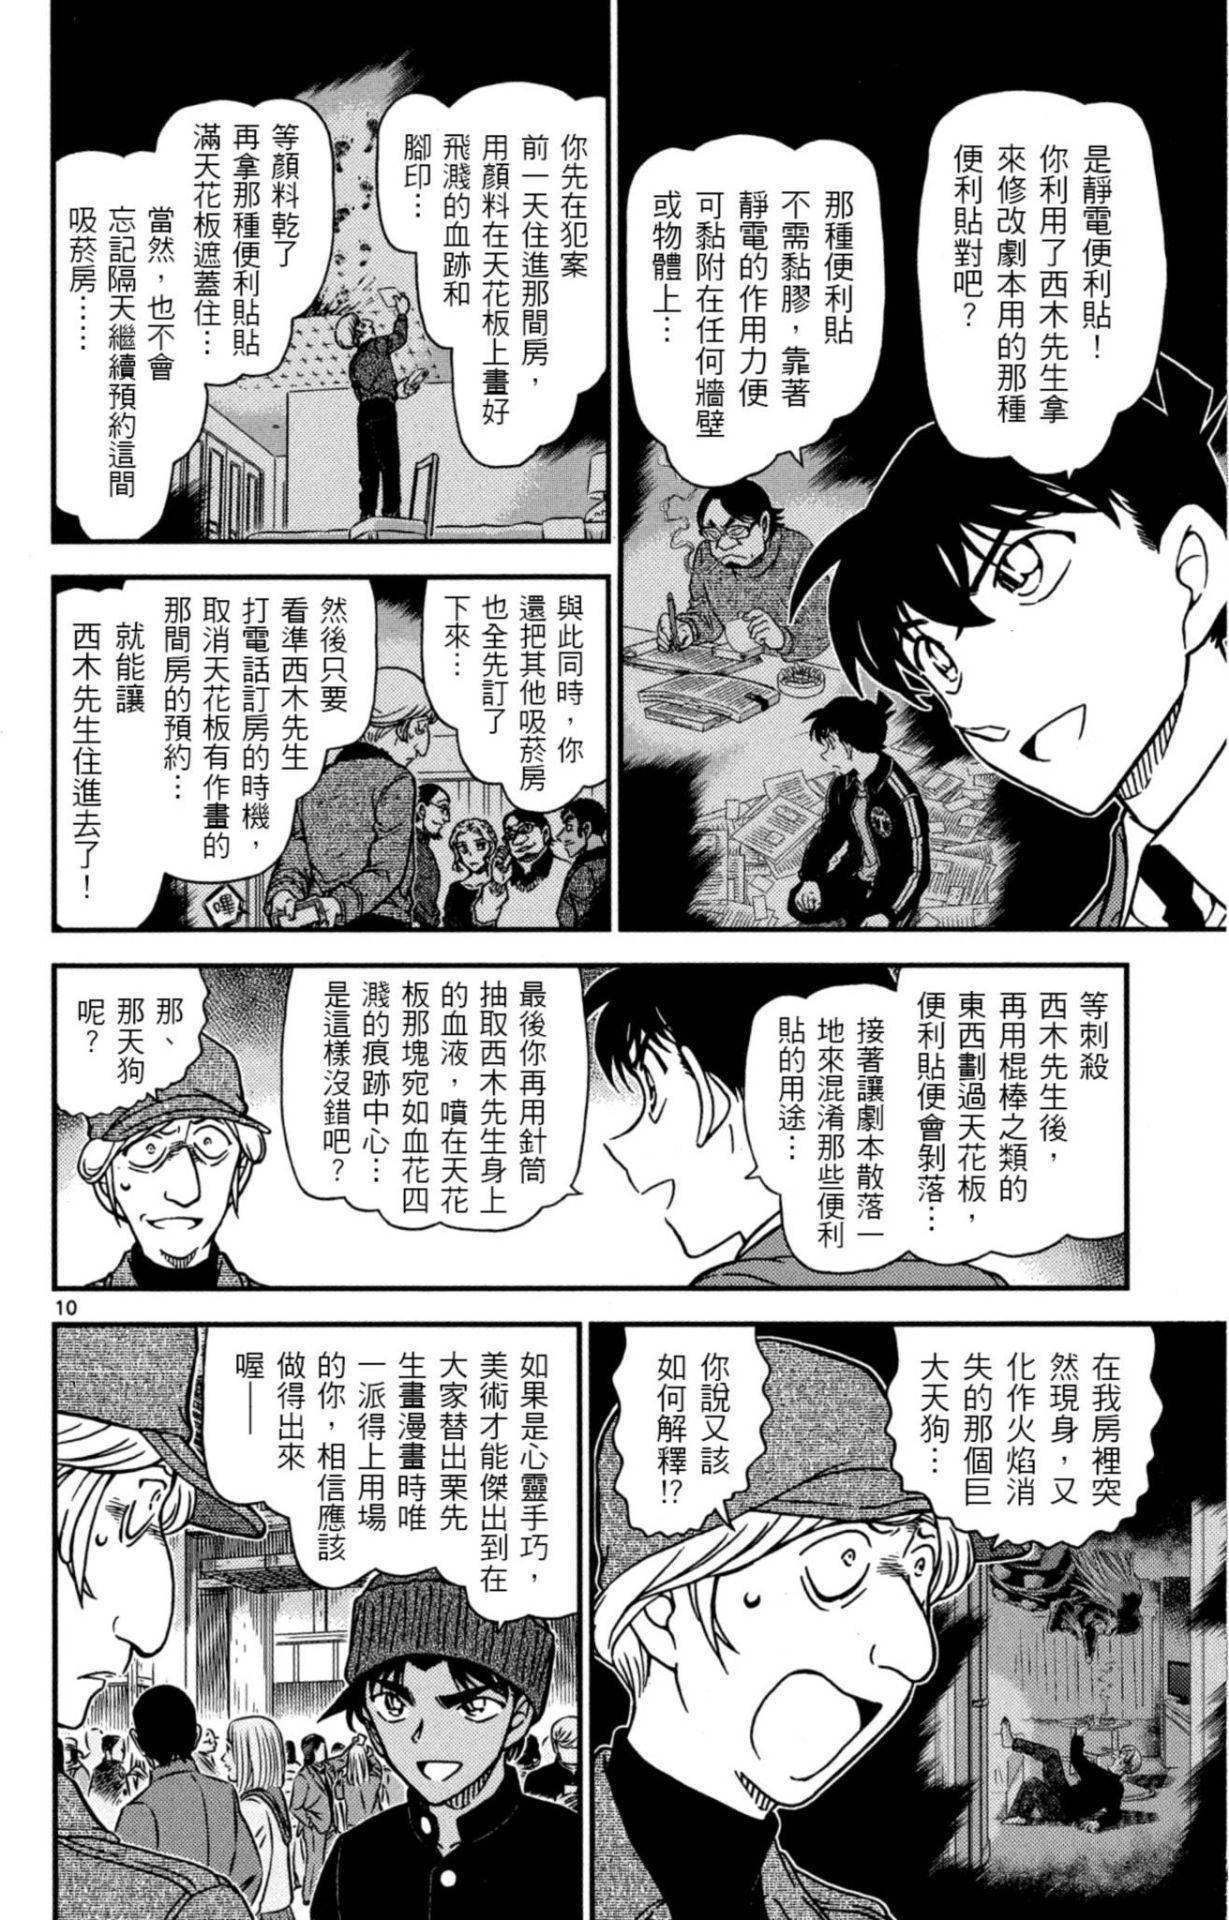 是靜電便利貼！
你利用了西木先生拿
來修改劇本用的那種
便利貼對吧？
那種便利貼
不需黏膠，靠著
靜電的作用力便
可黏附在任何牆壁
或物體上…
你先在犯案
前一天住進那間房，
用顏料在天花板上畫好
飛濺的血跡和
腳印…
等顏料乾了
再拿那種便利貼貼
滿天花板遮蓋住…
當然，也不會
忘記隔天繼續預約這間
吸菸房……
與此同時，你
還把其他吸菸房
也全先訂了
下來…
然後只要
看準西木先生
打電話訂房的時機，
取消天花板有作畫的
那間房的預約…
就能讓
西木先生住進去了！
嗶
等刺殺
西木先生後，
再用棍棒之類的
東西劃過天花板，
便利貼便會剝落…
接著讓劇本散落一
地來混淆那些便利
貼的用途…
最後你再用針筒
抽取西木先生身上
的血液，噴在天花
板那塊宛如血花四
濺的痕跡中心…
是這樣沒錯吧？
那、
那天狗
呢？
10
在我房裡突
然現身，又
化作火焰消
失的那個巨
大天狗…
你說又該
如何解釋!?
如果是心靈手巧，
美術才能傑出到在
大家替出栗先
生畫漫畫時唯
一派得上用場
的你，相信應該
做得出來
喔——